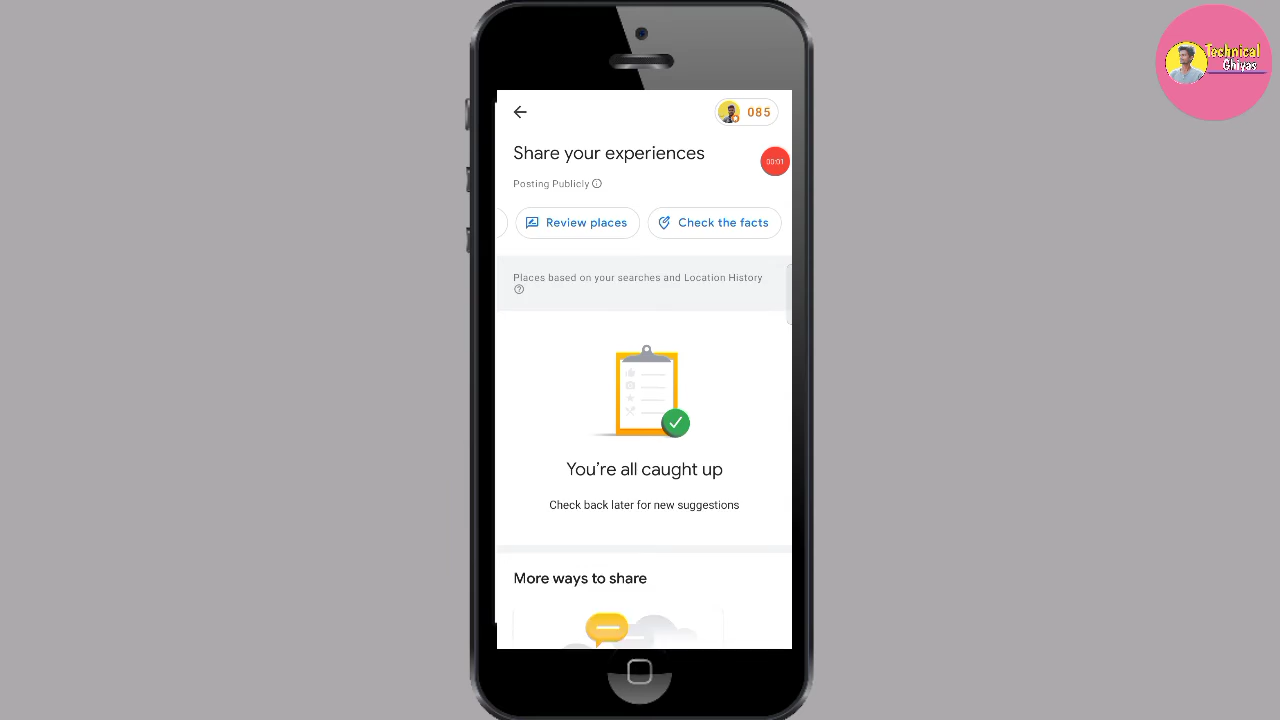 Technical
Ghiyas
085
Share your experiences
00:01
Posting Publicly
Review places
Check the facts
Places based on your searches and Location History
You're all caught up
Check back later for new suggestions
More ways to share